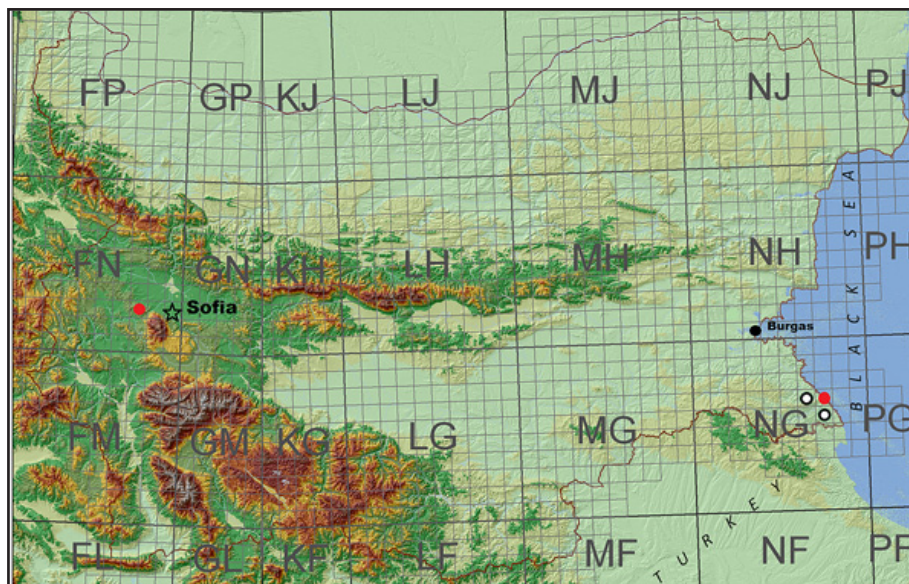 FP GP KJ LJ MJ NJ PJ
FN GN KH LH MH NH PH
Sofia
Burgas
BLACK SEA
FM GM KG LG MG NG PG
TURKEY
FL GL KF LF MF NF PF